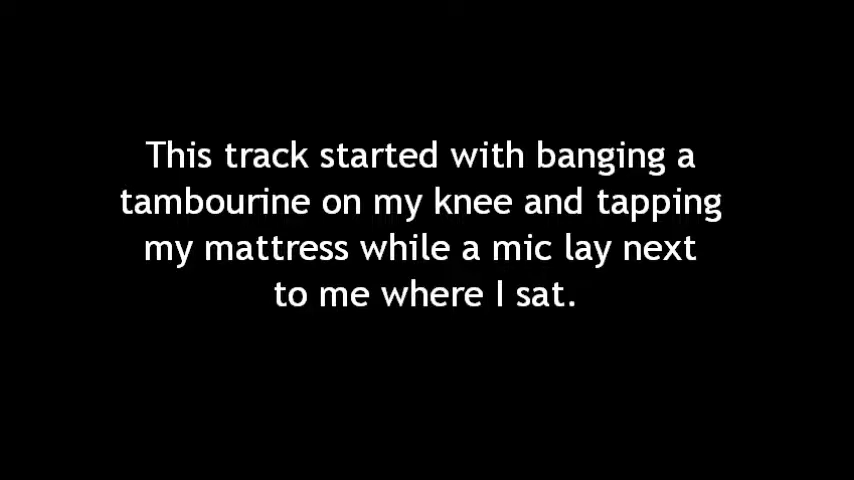 This track started with banging a
tambourine on my knee and tapping
my mattress while a mic lay next
to me where I sat.